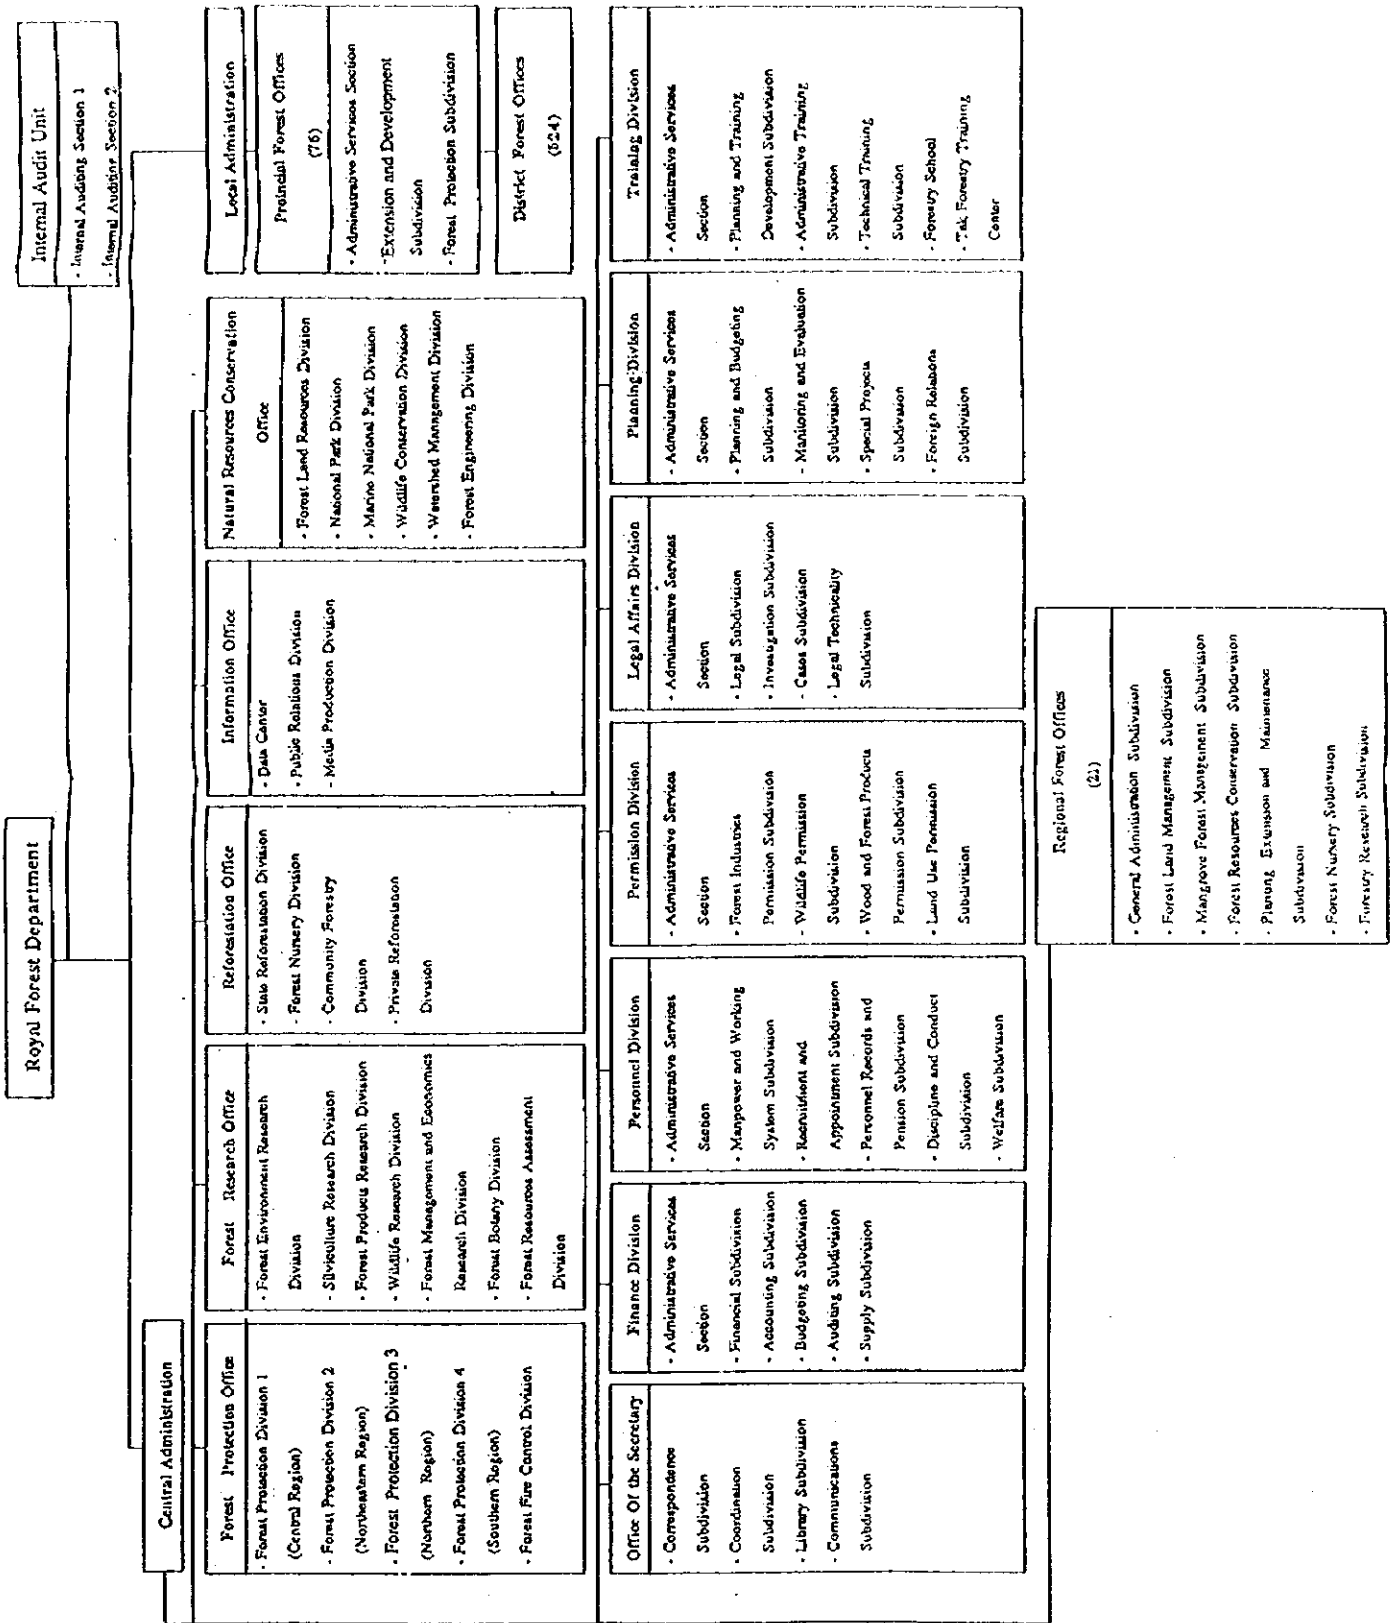 Royal Forest Department
Internal Audit Unit
- Internal Auditing Section 1
- Internal Auditing Section 2
Central Administration
Local Administration
Forest Protection Office
- Forest Protection Division 1
(Central Region)
- Forest Protection Division 2
(Northeastern Region)
- Forest Protection Division 3
(Northern Region)
- Forest Protection Division 4
(Southern Region)
- Forest Fire Control Division
Forest Research Office
- Forest Environment Research
Division
- Silviculture Research Division
- Forest Products Research Division
- Wildlife Research Division
- Forest Management and Economics
Research Division
- Forest Botany Division
- Forest Resources Assessment
Division
Reforestation Office
- State Reforestation Division
- Forest Nursery Division
- Community Forestry
Division
- Private Reforestation
Division
Information Office
- Data Center
- Public Relations Division
- Media Production Division
Natural Resources Conservation
Office
- Forest Land Resources Division
- National Park Division
- Marine National Park Division
- Wildlife Conservation Division
- Watershed Management Division
- Forest Engineering Division
Proincial Forest Offices
(76)
- Administrative Services Section
- Extension and Development
Subdivision
- Forest Protection Subdivision
District Forest Offices
(524)
Office Of the Secretary
- Correspondence
Subdivision
- Coordination
Subdivision
- Library Subdivision
- Communications
Subdivision
Finance Division
- Administrative Services
Section
- Financial Subdivision
- Accounting Subdivision
- Budgeting Subdivision
- Auditing Subdivision
- Supply Subdivision
Personnel Division
- Administrative Services
Section
- Manpower and Working
System Subdivision
- Recruitment and
Appointment Subdivision
- Personnel Records and
Pension Subdivision
- Discipline and Conduct
Subdivision
- Welfare Subdivision
Permission Division
- Administrative Services
Section
- Forest Industries
Permission Subdivision
- Wildlife Permission
Subdivision
- Wood and Forest Products
Permission Subdivision
- Land Use Permission
Subdivision
Legal Affairs Division
- Administrative Services
Section
- Legal Subdivision
- Investigation Subdivision
- Cases Subdivision
- Legal Technicality
Subdivision
Planning Division
- Administrative Services
Section
- Planning and Budgeting
Subdivision
- Manitoring and Evaluation
Subdivision
- Special Projects
Subdivision
- Foreign Relations
Subdivision
Training Division
- Administrative Services
Section
- Planning and Training
Development Subdivision
- Administrative Training
Subdivision
- Technical Training
Subdivision
- Forestry School
- Tak Forestry Training
Center
Regional Forest Offices
(21)
- General Administration Subdivision
- Forest Land Management Subdivision
- Mangrove Forest Management Subdivision
- Forest Resources Conservation Subdivision
- Planting Extension and Maintenance
Subdivision
- Forest Nursery Subdivision
- Forestry Research Subdivision